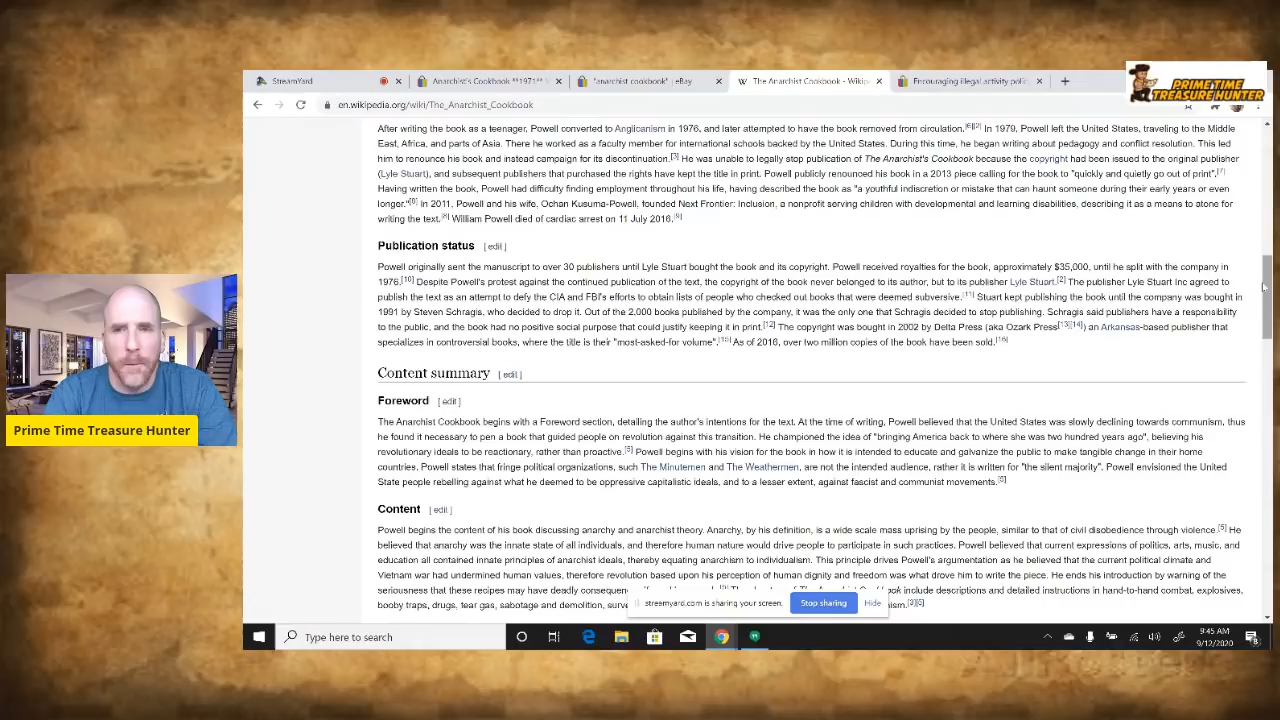 StreamYard
Anarchist's Cookbook **1971**
"anarchist cookbook" | eBay
The Anarchist Cookbook - Wikip
Encouraging illegal activity polic
PRIME TIME
TREASURE HUNTER
en.wikipedia.org/wiki/The_Anarchist_Cookbook
After writing the book as a teenager, Powell converted to Anglicanism in 1976, and later attempted to have the book removed from circulation.[6][2] In 1979, Powell left the United States, traveling to the Middle
East, Africa, and parts of Asia. There he worked as a faculty member for international schools backed by the United States. During this time, he began writing about pedagogy and conflict resolution. This led
him to renounce his book and instead campaign for its discontinuation.[3] He was unable to legally stop publication of The Anarchist's Cookbook because the copyright had been issued to the original publisher
(Lyle Stuart), and subsequent publishers that purchased the rights have kept the title in print. Powell publicly renounced his book in a 2013 piece calling for the book to "quickly and quietly go out of print".[7]
Having written the book, Powell had difficulty finding employment throughout his life, having described the book as "a youthful indiscretion or mistake that can haunt someone during their early years or even
longer."[8] In 2011, Powell and his wife, Ochan Kusuma-Powell, founded Next Frontier: Inclusion, a nonprofit serving children with developmental and learning disabilities, describing it as a means to atone for
writing the text.[8] William Powell died of cardiac arrest on 11 July 2016.[9]
Publication status [ edit ]
Powell originally sent the manuscript to over 30 publishers until Lyle Stuart bought the book and its copyright. Powell received royalties for the book, approximately $35,000, until he split with the company in
1976.[10] Despite Powell's protest against the continued publication of the text, the copyright of the book never belonged to its author, but to its publisher Lyle Stuart.[2] The publisher Lyle Stuart Inc agreed to
publish the text as an attempt to defy the CIA and FBI's efforts to obtain lists of people who checked out books that were deemed subversive.[11] Stuart kept publishing the book until the company was bought in
1991 by Steven Schragis, who decided to drop it. Out of the 2,000 books published by the company, it was the only one that Schragis decided to stop publishing. Schragis said publishers have a responsibility
to the public, and the book had no positive social purpose that could justify keeping it in print.[12] The copyright was bought in 2002 by Delta Press (aka Ozark Press[13][14]) an Arkansas-based publisher that
specializes in controversial books, where the title is their "most-asked-for volume".[15] As of 2016, over two million copies of the book have been sold.[16]
Content summary [ edit ]
Foreword [ edit ]
The Anarchist Cookbook begins with a Foreword section, detailing the author's intentions for the text. At the time of writing, Powell believed that the United States was slowly declining towards communism, thus
he found it necessary to pen a book that guided people on revolution against this transition. He championed the idea of "bringing America back to where she was two hundred years ago", believing his
revolutionary ideals to be reactionary, rather than proactive.[5] Powell begins with his vision for the book in how it is intended to educate and galvanize the public to make tangible change in their home
countries. Powell states that fringe political organizations, such The Minutemen and The Weathermen, are not the intended audience, rather it is written for "the silent majority". Powell envisioned the United
State people rebelling against what he deemed to be oppressive capitalistic ideals, and to a lesser extent, against fascist and communist movements.[5]
Content [ edit ]
Powell begins the content of his book discussing anarchy and anarchist theory. Anarchy, by his definition, is a wide scale mass uprising by the people, similar to that of civil disobedience through violence.[5] He
believed that anarchy was the innate state of all individuals, and therefore human nature would drive people to participate in such practices. Powell believed that current expressions of politics, arts, music, and
education all contained innate principles of anarchist ideals, thereby equating anarchism to individualism. This principle drives Powell's argumentation as he believed that the current political climate and
Vietnam war had undermined human values, therefore revolution based upon his perception of human dignity and freedom was what drove him to write the piece. He ends his introduction by warning of the
seriousness that these recipes may have deadly include descriptions and detailed instructions in hand-to-hand combat, explosives,
booby traps, drugs, tear gas, sabotage and demolition,
streamyard.com is sharing your screen.
Stop sharing
Hide
Prime Time Treasure Hunter
Type here to search
9:45 AM
9/12/2020